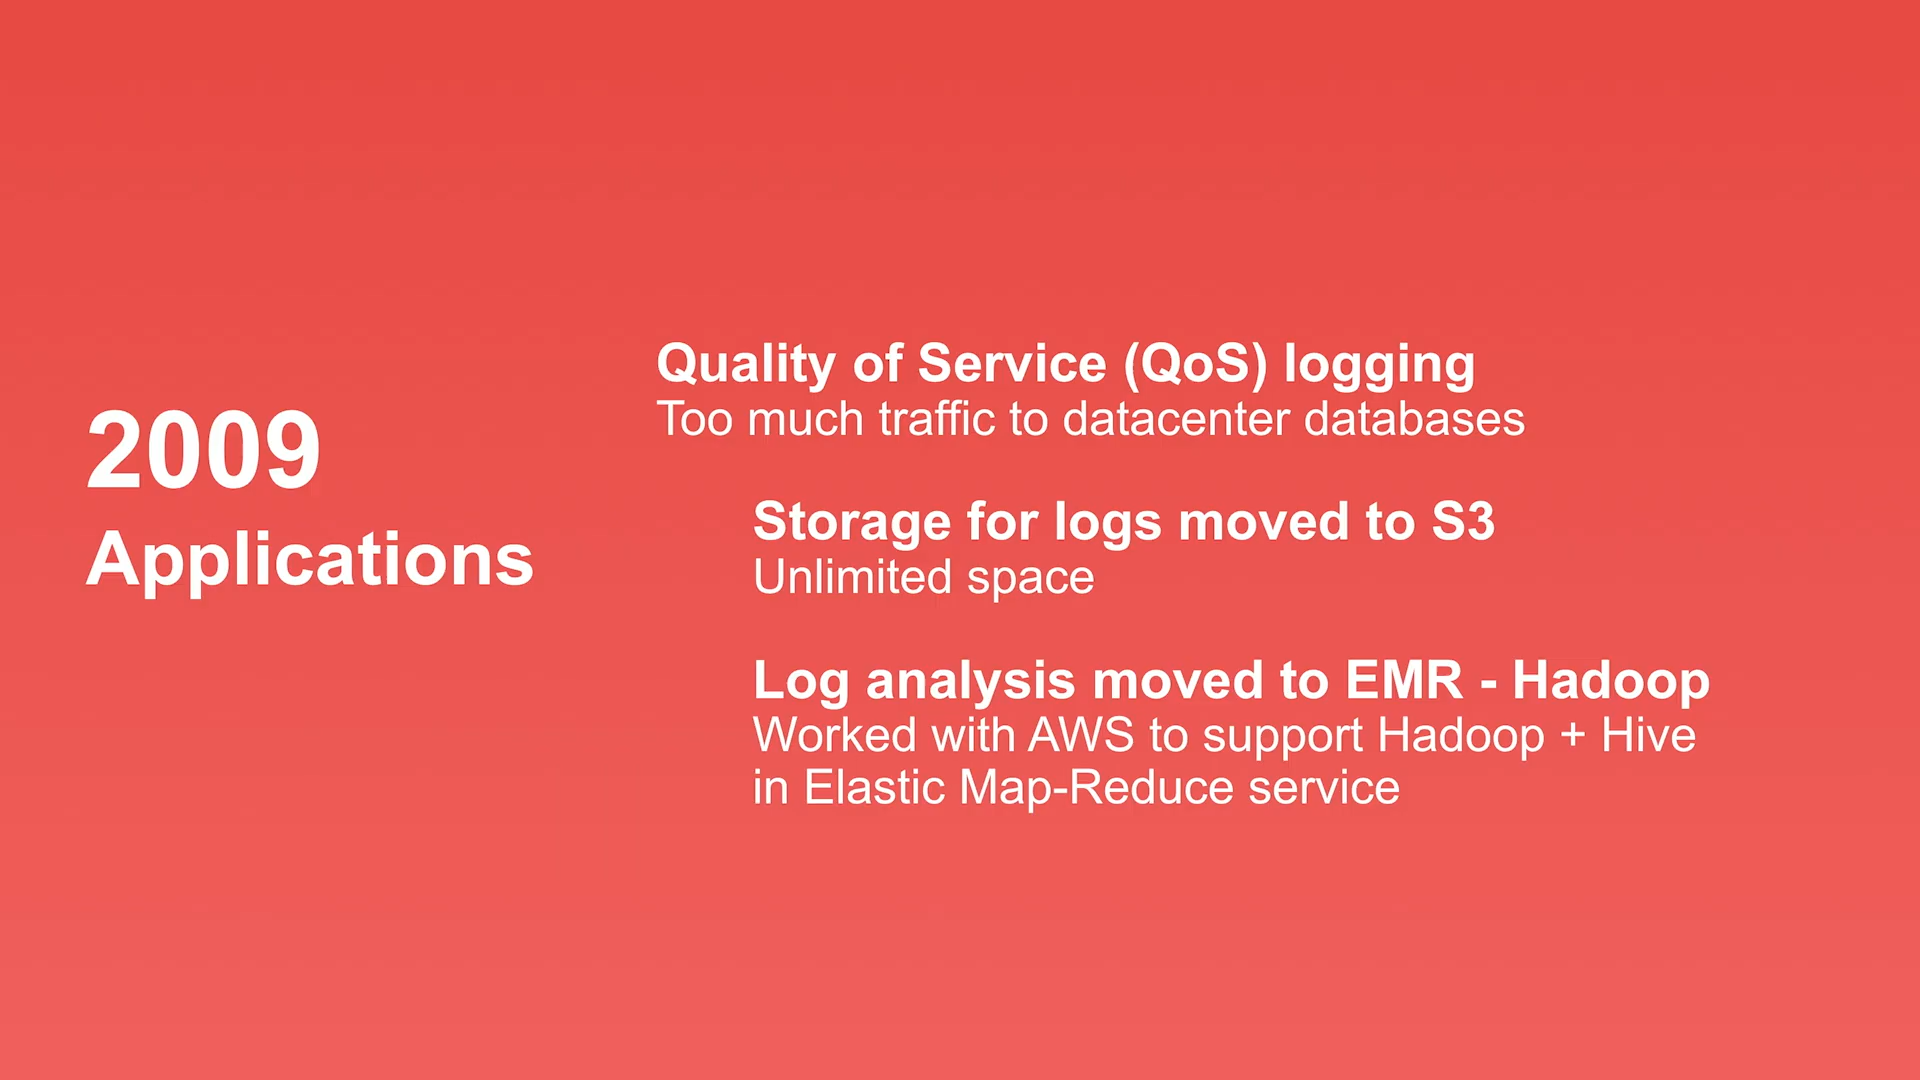 2009
Applications
Quality of Service (QoS) logging
Too much traffic to datacenter databases
Storage for logs moved to S3
Unlimited space
Log analysis moved to EMR - Hadoop
Worked with AWS to support Hadoop + Hive
in Elastic Map-Reduce service